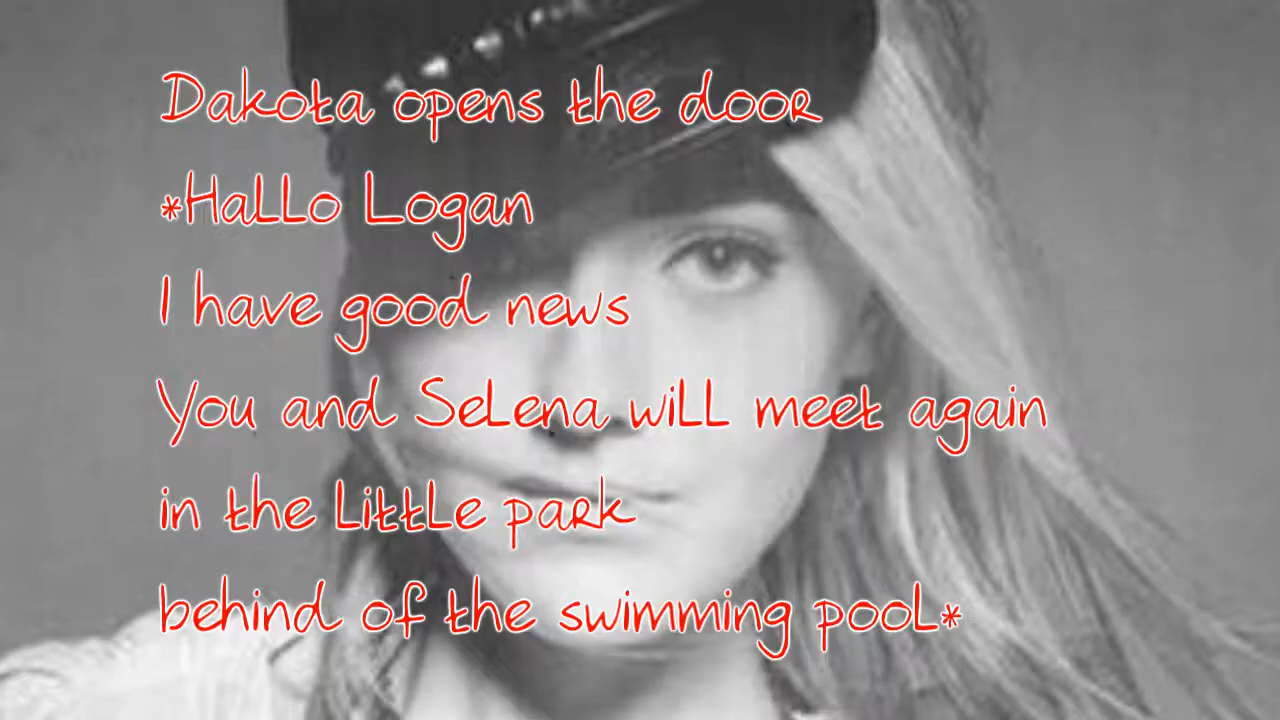 Dakota opens the door
*Hallo Logan
I have good news
You and Selena will meet again
in the little park
behind of the swimming pool*